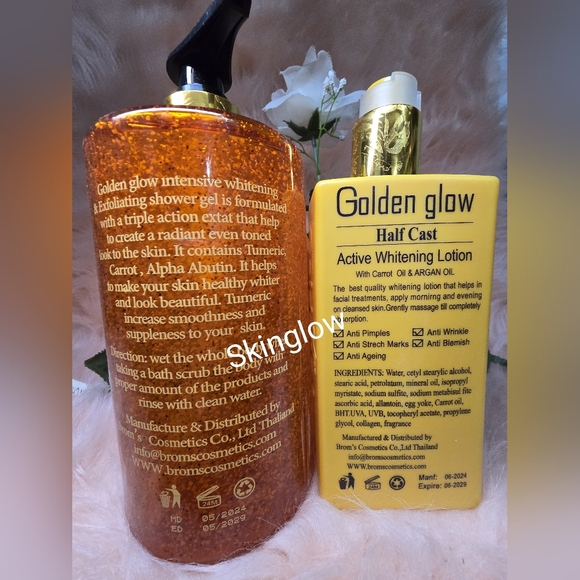 Golden glow intensive whitening
& Exfoliating shower gel is formulated
with a triple action extat that help
to create a radiant even toned
look to the skin. It contains Tumeric,
Carrot , Alpha Abutin. It helps
to make your skin healthy whiter
and look beautiful. Tumeric
increase smoothness and
suppleness to your skin.
Direction: wet the whole
taking a bath scrub the body with
proper amount of the products and
rinse with clean water.
Manufacture & Distributed by
Brom's Cosmetics Co., Ltd Thailand
info@bromscosmetics.com
WWW.bromscosmetics.com
24M
MD 05/2024
ED 05/2029
Skinglow
Golden glow
Half Cast
Active Whitening Lotion
With Carrot Oil & ARGAN OIL.
The best quality whitening lotion that helps in
facial treatments, apply morning and evening
on cleansed skin.Grently massage till completely
Anti Pimples
Anti Wrinkle
Anti Strech Marks
Anti Blemish
Anti Ageing
INGREDIENTS: Water, cetyl stearylic alcohol,
stearic acid, petrolatum, mineral oil, isopropyl
myristate, sodium sulfite, sodium metabisul fite
ascorbic acid, allantoin, egg yoke, Carrot oil,
BHT.UVA, UVB, tocopheryl acetate, propylene
glycol, collagen, fragrance
Manufactured & Distributed by
Brom's Cosmetics Co., Ltd Thailand
info@bromscosmetics.com
WWW.bromscosmetics.com
24M
Manf: 06-2024
Expire: 06-2029